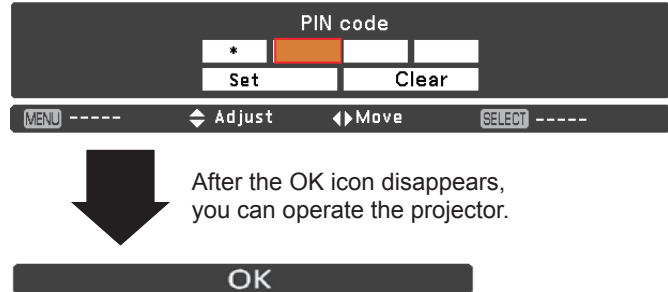 PIN code
*
Set Clear
MENU ----- Adjust Move SELECT -----
After the OK icon disappears,
you can operate the projector.
OK